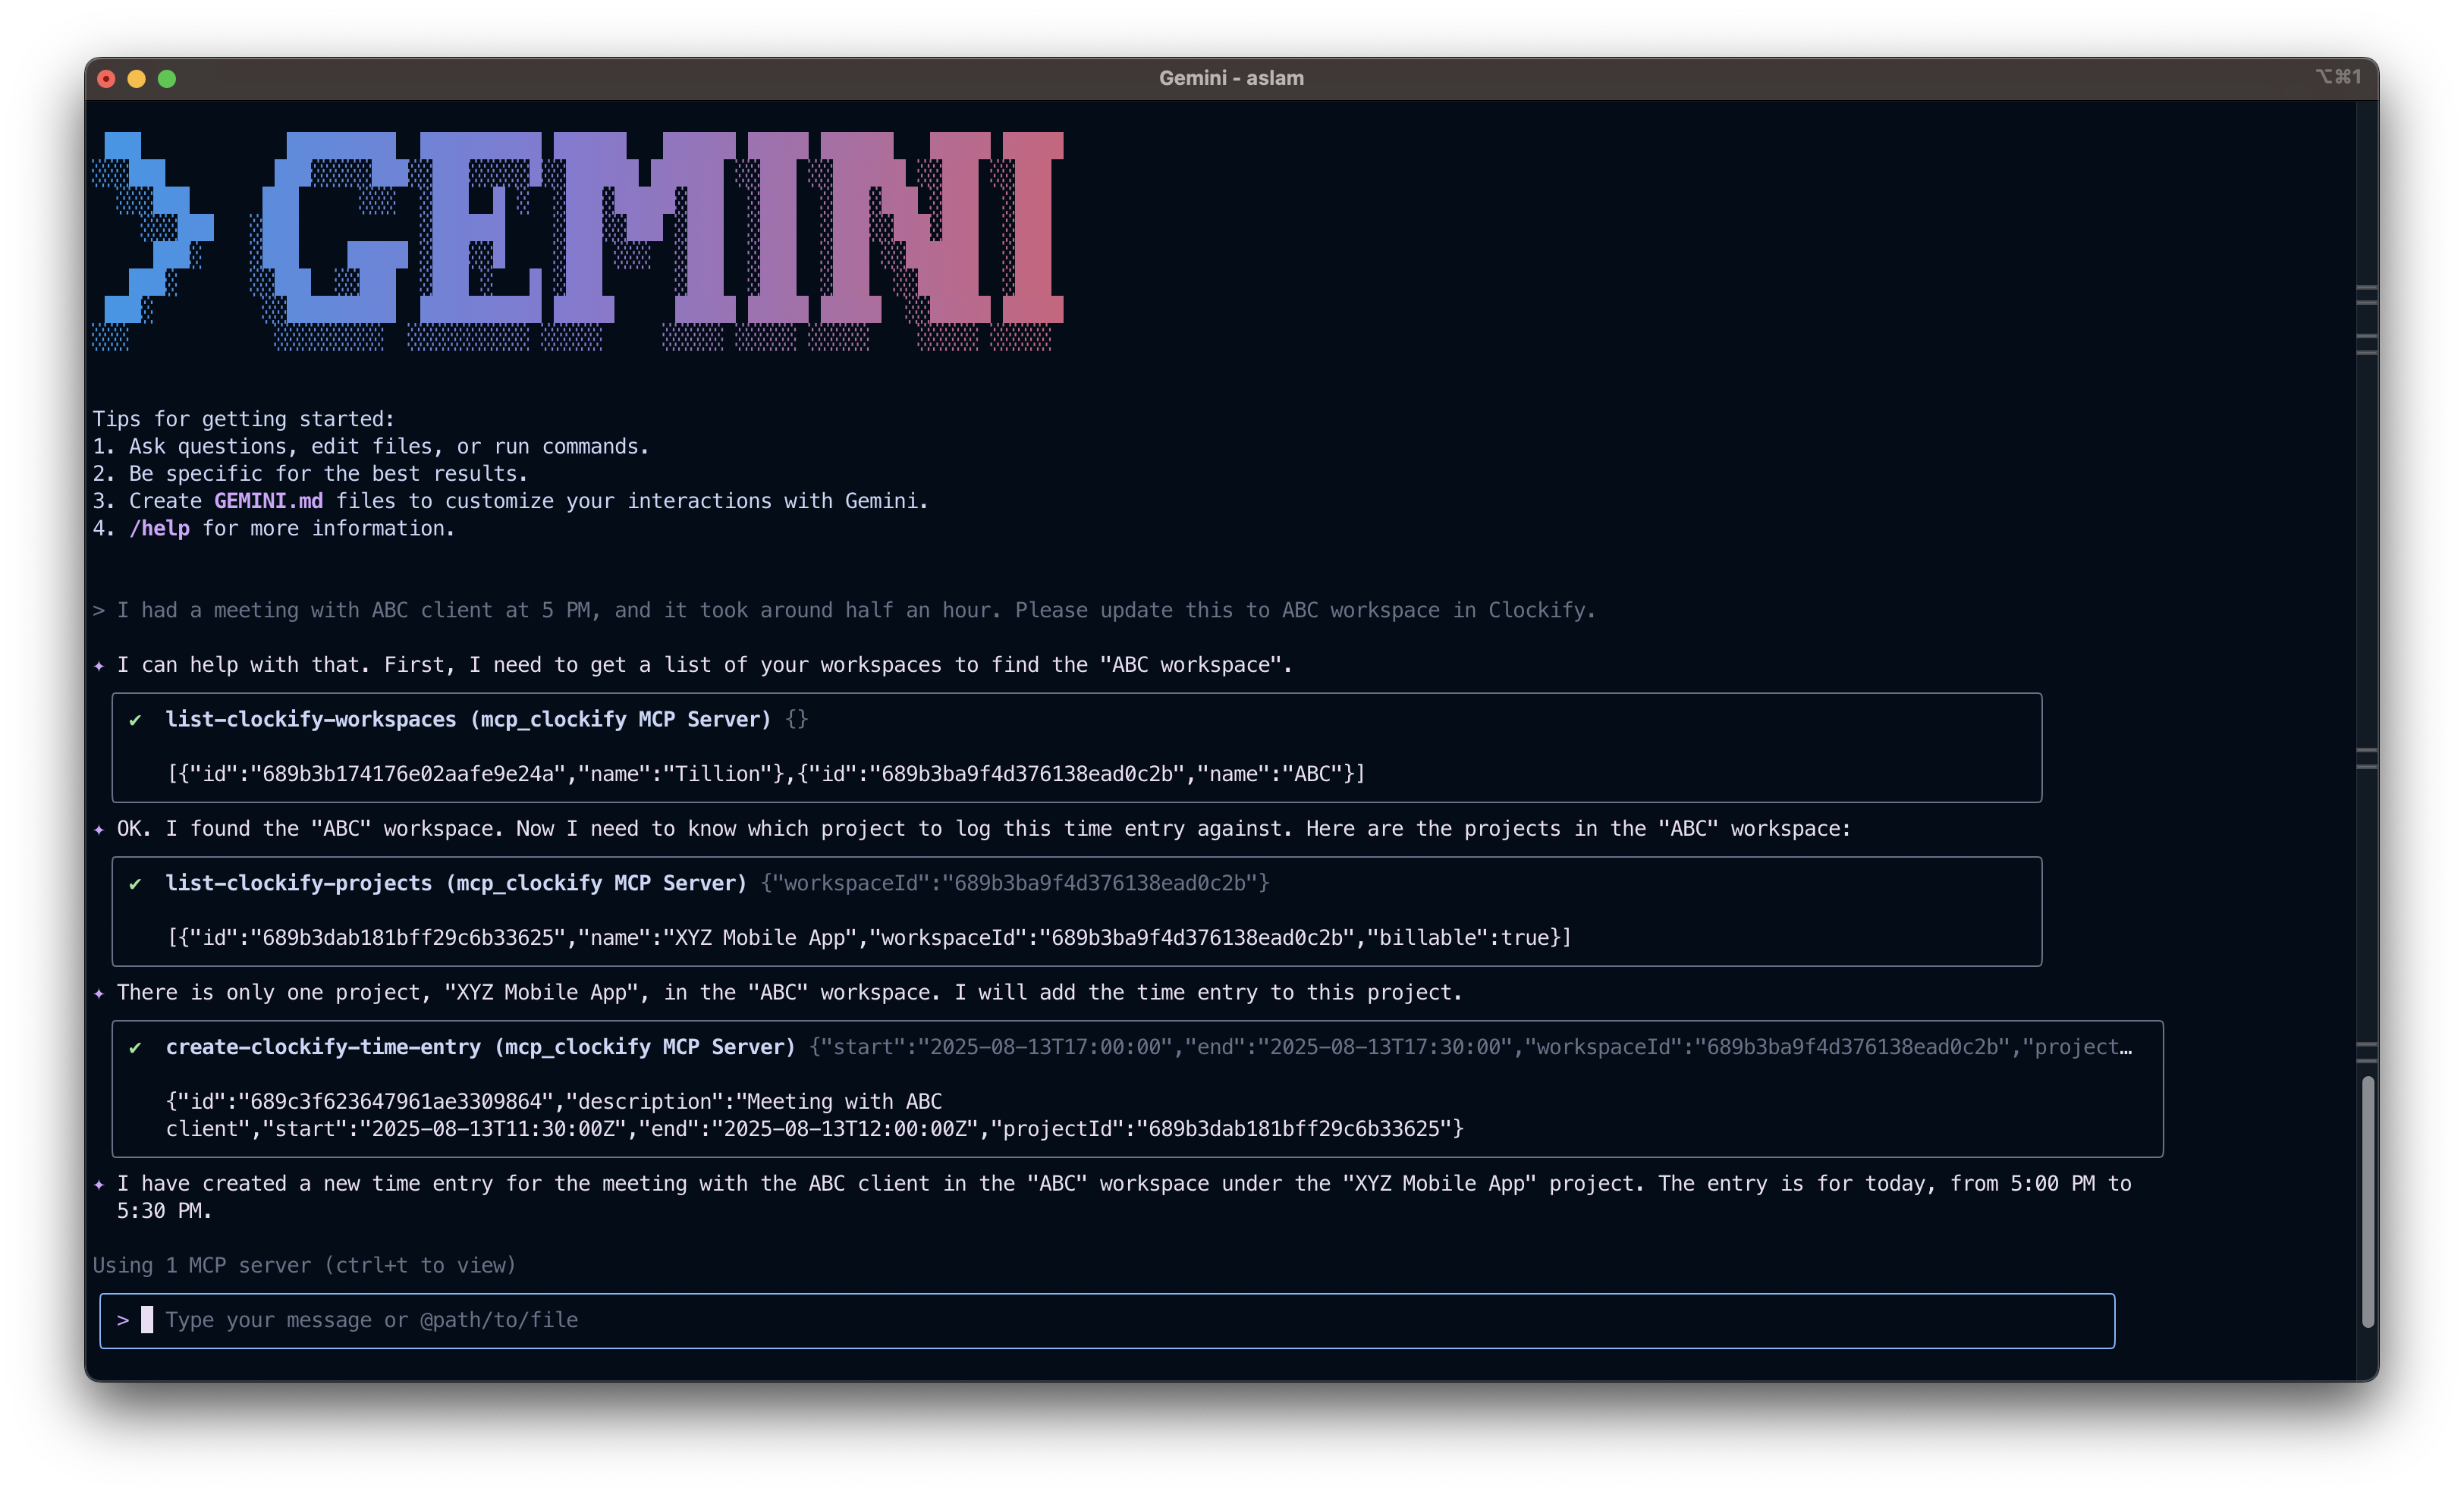 Gemini - aslam
⌥⌘1
> GEMINI
Tips for getting started:
1. Ask questions, edit files, or run commands.
2. Be specific for the best results.
3. Create GEMINI.md files to customize your interactions with Gemini.
4. /help for more information.
> I had a meeting with ABC client at 5 PM, and it took around half an hour. Please update this to ABC workspace in Clockify.
✦ I can help with that. First, I need to get a list of your workspaces to find the "ABC workspace".
✔ list-clockify-workspaces (mcp_clockify MCP Server) {}
[{"id":"689b3b174176e02aafe9e24a","name":"Tillion"},{"id":"689b3ba9f4d376138ead0c2b","name":"ABC"}]
✦ OK. I found the "ABC" workspace. Now I need to know which project to log this time entry against. Here are the projects in the "ABC" workspace:
✔ list-clockify-projects (mcp_clockify MCP Server) {"workspaceId":"689b3ba9f4d376138ead0c2b"}
[{"id":"689b3dab181bff29c6b33625","name":"XYZ Mobile App","workspaceId":"689b3ba9f4d376138ead0c2b","billable":true}]
✦ There is only one project, "XYZ Mobile App", in the "ABC" workspace. I will add the time entry to this project.
✔ create-clockify-time-entry (mcp_clockify MCP Server) {"start":"2025-08-13T17:00:00","end":"2025-08-13T17:30:00","workspaceId":"689b3ba9f4d376138ead0c2b","project…
{"id":"689c3f623647961ae3309864","description":"Meeting with ABC
client","start":"2025-08-13T11:30:00Z","end":"2025-08-13T12:00:00Z","projectId":"689b3dab181bff29c6b33625"}
✦ I have created a new time entry for the meeting with the ABC client in the "ABC" workspace under the "XYZ Mobile App" project. The entry is for today, from 5:00 PM to
5:30 PM.
Using 1 MCP server (ctrl+t to view)
> Type your message or @path/to/file